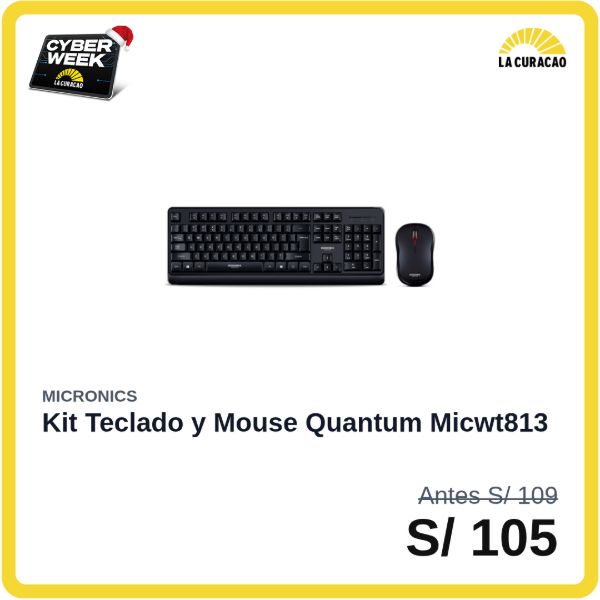 CYBER
WEEK
LA CURACAO
LA CURACAO
MICRONICS
Kit Teclado y Mouse Quantum Micwt813
Antes S/ 109
S/ 105